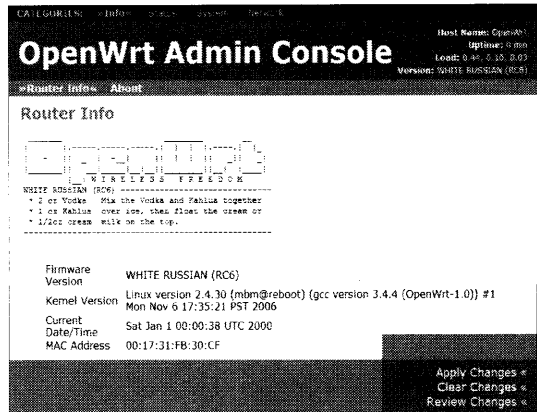 CATEGORIES: »Info« Status System Network
Host Name: OpenWrt
Uptime: 0 min
OpenWrt Admin Console
Load: 0.44, 0.10, 0.03
Version: WHITE RUSSIAN (RC6)
»Router Info« About
Router Info
W I R E L E S S F R E E D O M
WHITE RUSSIAN (RC6)
* 2 oz Vodka Mix the Vodka and Kahlua together
* 1 oz Kahlua over ice, then float the cream or
* 1/2oz cream milk on the top.
Firmware Version WHITE RUSSIAN (RC6)
Kernel Version Linux version 2.4.30 (mbm@reboot) (gcc version 3.4.4 (OpenWrt-1.0)) #1
Mon Nov 6 17:35:21 PST 2006
Current Date/Time Sat Jan 1 00:00:38 UTC 2000
MAC Address 00:17:31:FB:30:CF
Apply Changes «
Clear Changes «
Review Changes «